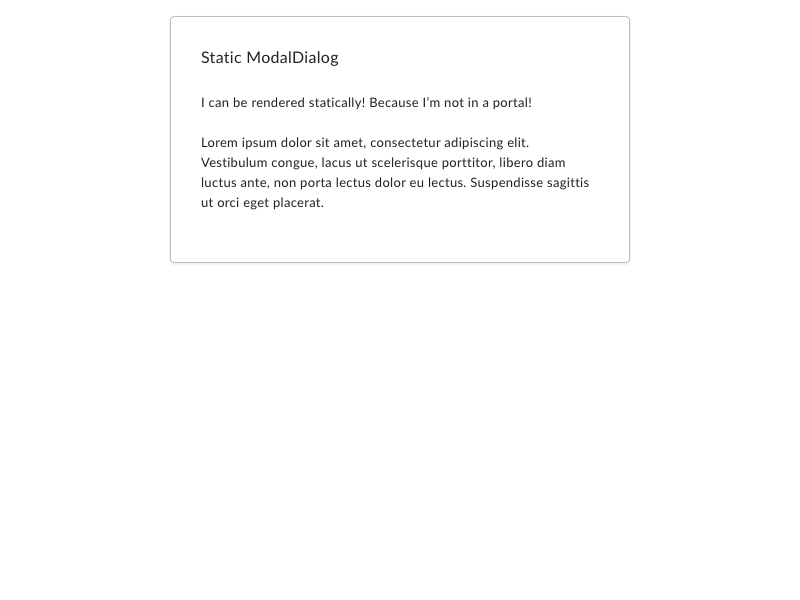 Static ModalDialog
I can be rendered statically! Because I’m not in a portal!
Lorem ipsum dolor sit amet, consectetur adipiscing elit.
Vestibulum congue, lacus ut scelerisque porttitor, libero diam
luctus ante, non porta lectus dolor eu lectus. Suspendisse sagittis
ut orci eget placerat.